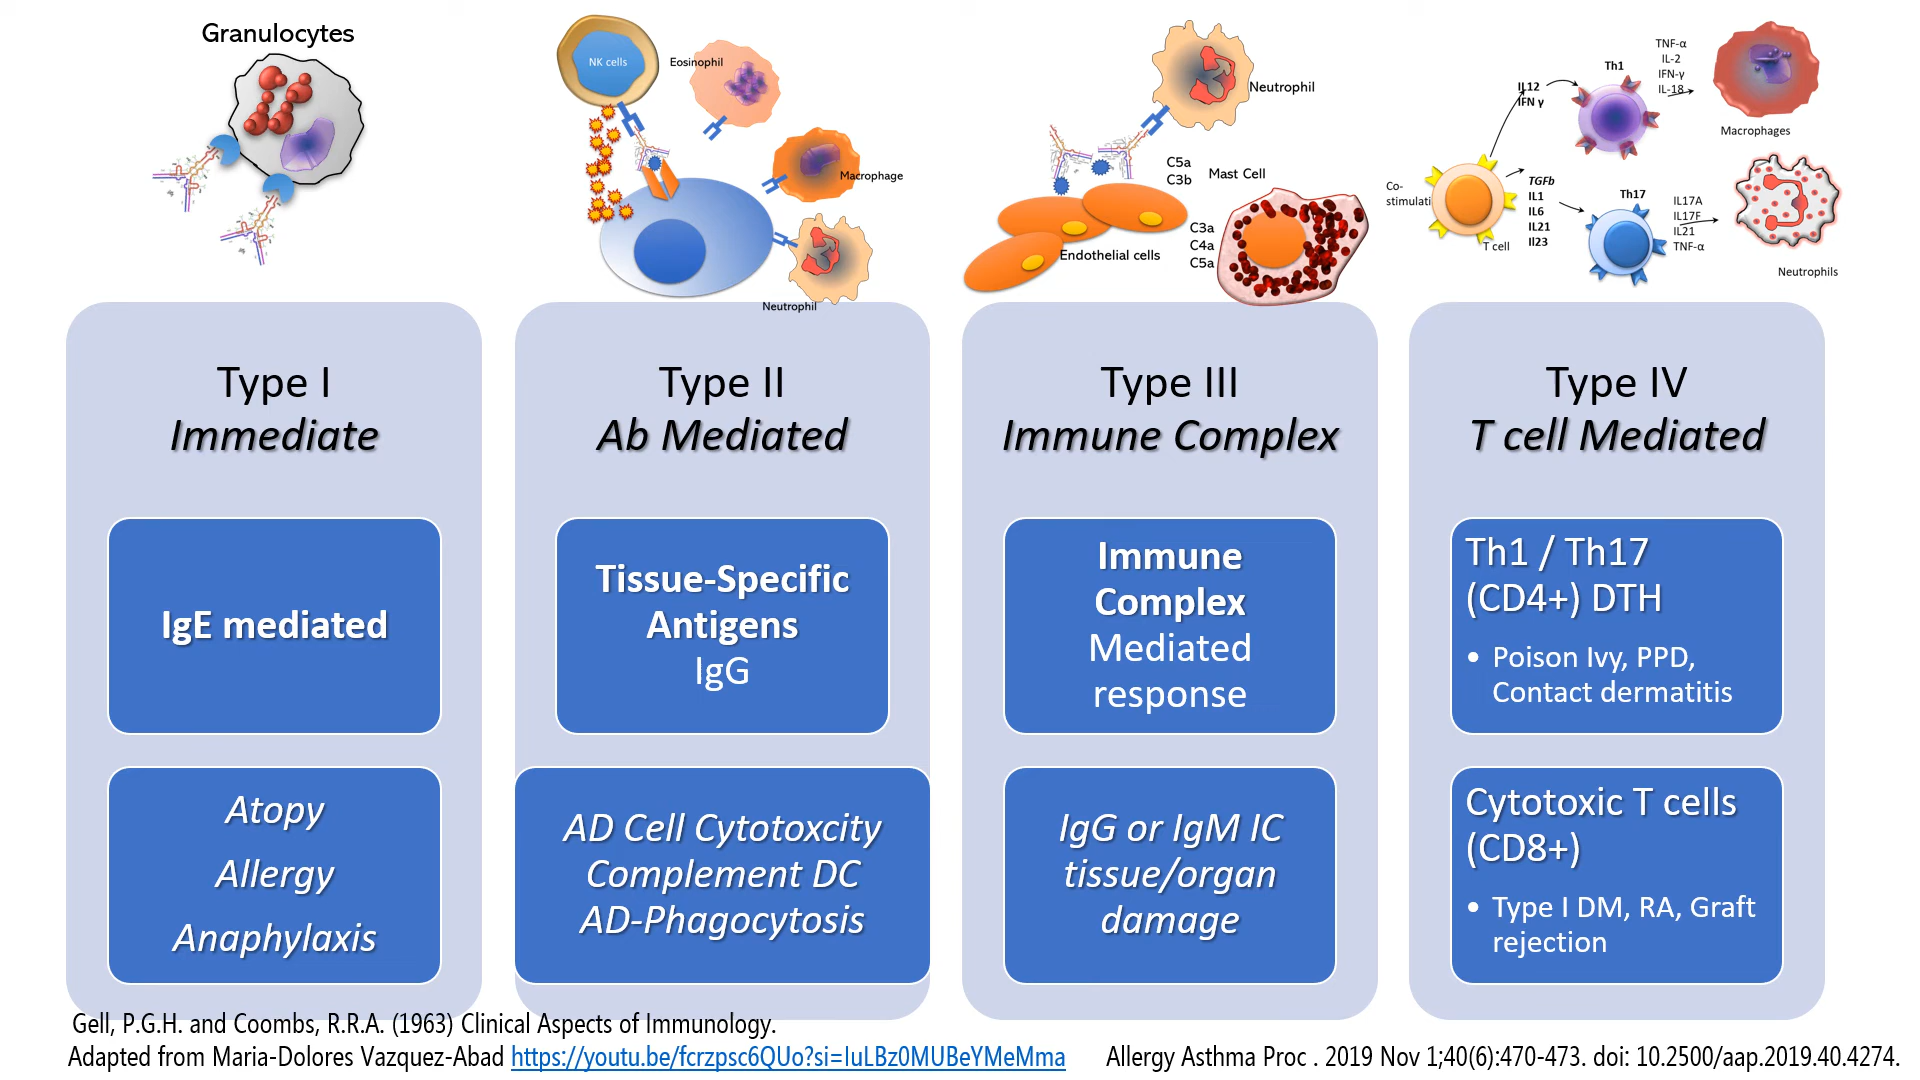 Granulocytes
NK cells
Eosinophil
Macrophage
Neutrophil
Neutrophil
C5a
C3b
Mast Cell
C3a
C4a
C5a
Endothelial cells
Co-
stimulati
T cell
IL12
IFN γ
Th1
TNF-α
IL-2
IFN-γ
IL-18
Macrophages
TGFb
IL1
IL6
IL21
Il23
Th17
IL17A
IL17F
IL21
TNF-α
Neutrophils
Type I
Immediate
IgE mediated
Atopy
Allergy
Anaphylaxis
Type II
Ab Mediated
Tissue-Specific
Antigens
IgG
AD Cell Cytotoxcity
Complement DC
AD-Phagocytosis
Type III
Immune Complex
Immune
Complex
Mediated
response
IgG or IgM IC
tissue/organ
damage
Type IV
T cell Mediated
Th1 / Th17
(CD4+) DTH
• Poison Ivy, PPD,
Contact dermatitis
Cytotoxic T cells
(CD8+)
• Type I DM, RA, Graft
rejection
Gell, P.G.H. and Coombs, R.R.A. (1963) Clinical Aspects of Immunology.
Adapted from Maria-Dolores Vazquez-Abad https://youtu.be/fcrzpsc6QUo?si=IuLBz0MUBeYMeMma
Allergy Asthma Proc . 2019 Nov 1;40(6):470-473. doi: 10.2500/aap.2019.40.4274.